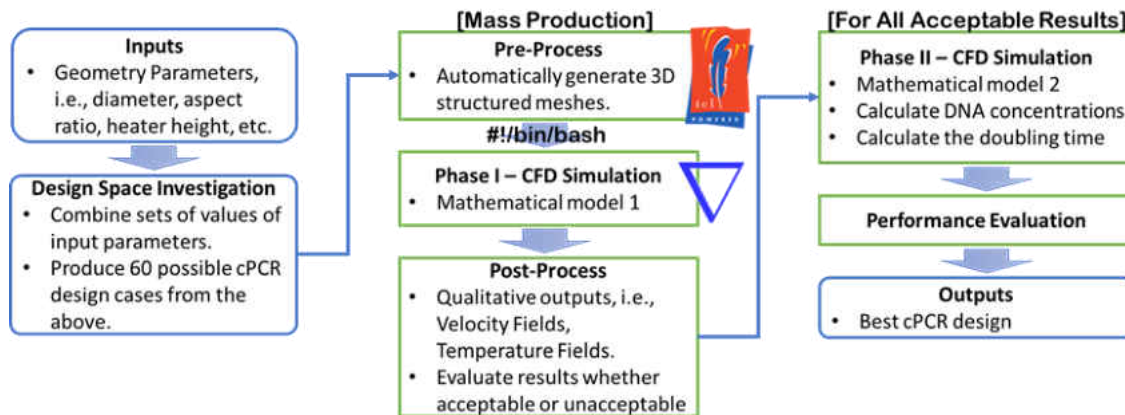 Inputs
• Geometry Parameters,
i.e., diameter, aspect
ratio, heater height, etc.
Design Space Investigation
• Combine sets of values of
input parameters.
• Produce 60 possible cPCR
design cases from the
above.
[Mass Production]
Pre-Process
• Automatically generate 3D
structured meshes.
Tcl
POWERED
#!/bin/bash
Phase I – CFD Simulation
• Mathematical model 1
Post-Process
• Qualitative outputs, i.e.,
Velocity Fields,
Temperature Fields.
• Evaluate results whether
acceptable or unacceptable
[For All Acceptable Results]
Phase II – CFD Simulation
• Mathematical model 2
• Calculate DNA concentrations
• Calculate the doubling time
Performance Evaluation
Outputs
• Best cPCR design